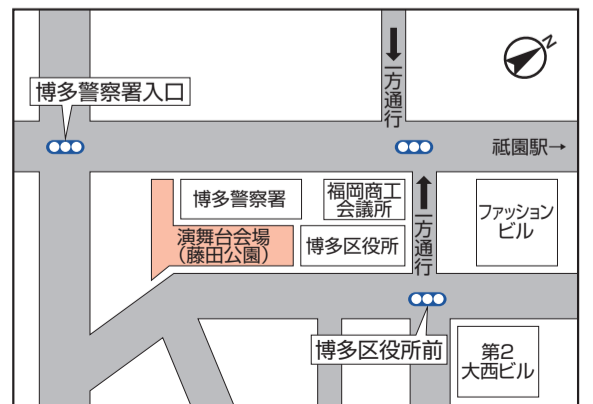 N
一方通行
博多警察署入口
祇園駅→
博多警察署
福岡商工
会議所
ファッション
ビル
演舞台会場
(藤田公園)
博多区役所
一方通行
博多区役所前
第2
大西ビル